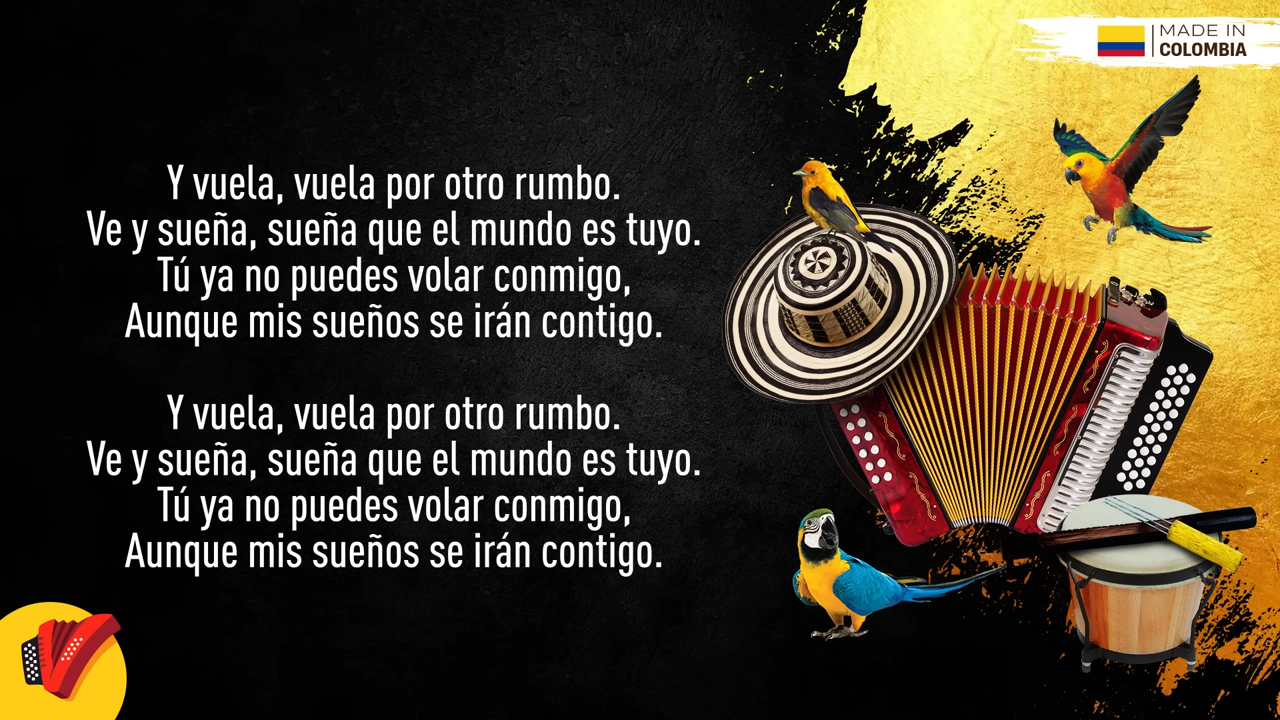 MADE IN
COLOMBIA
Y vuela, vuela por otro rumbo.
Ve y sueña, sueña que el mundo es tuyo.
Tú ya no puedes volar conmigo,
Aunque mis sueños se irán contigo.
Y vuela, vuela por otro rumbo.
Ve y sueña, sueña que el mundo es tuyo.
Tú ya no puedes volar conmigo,
Aunque mis sueños se irán contigo.